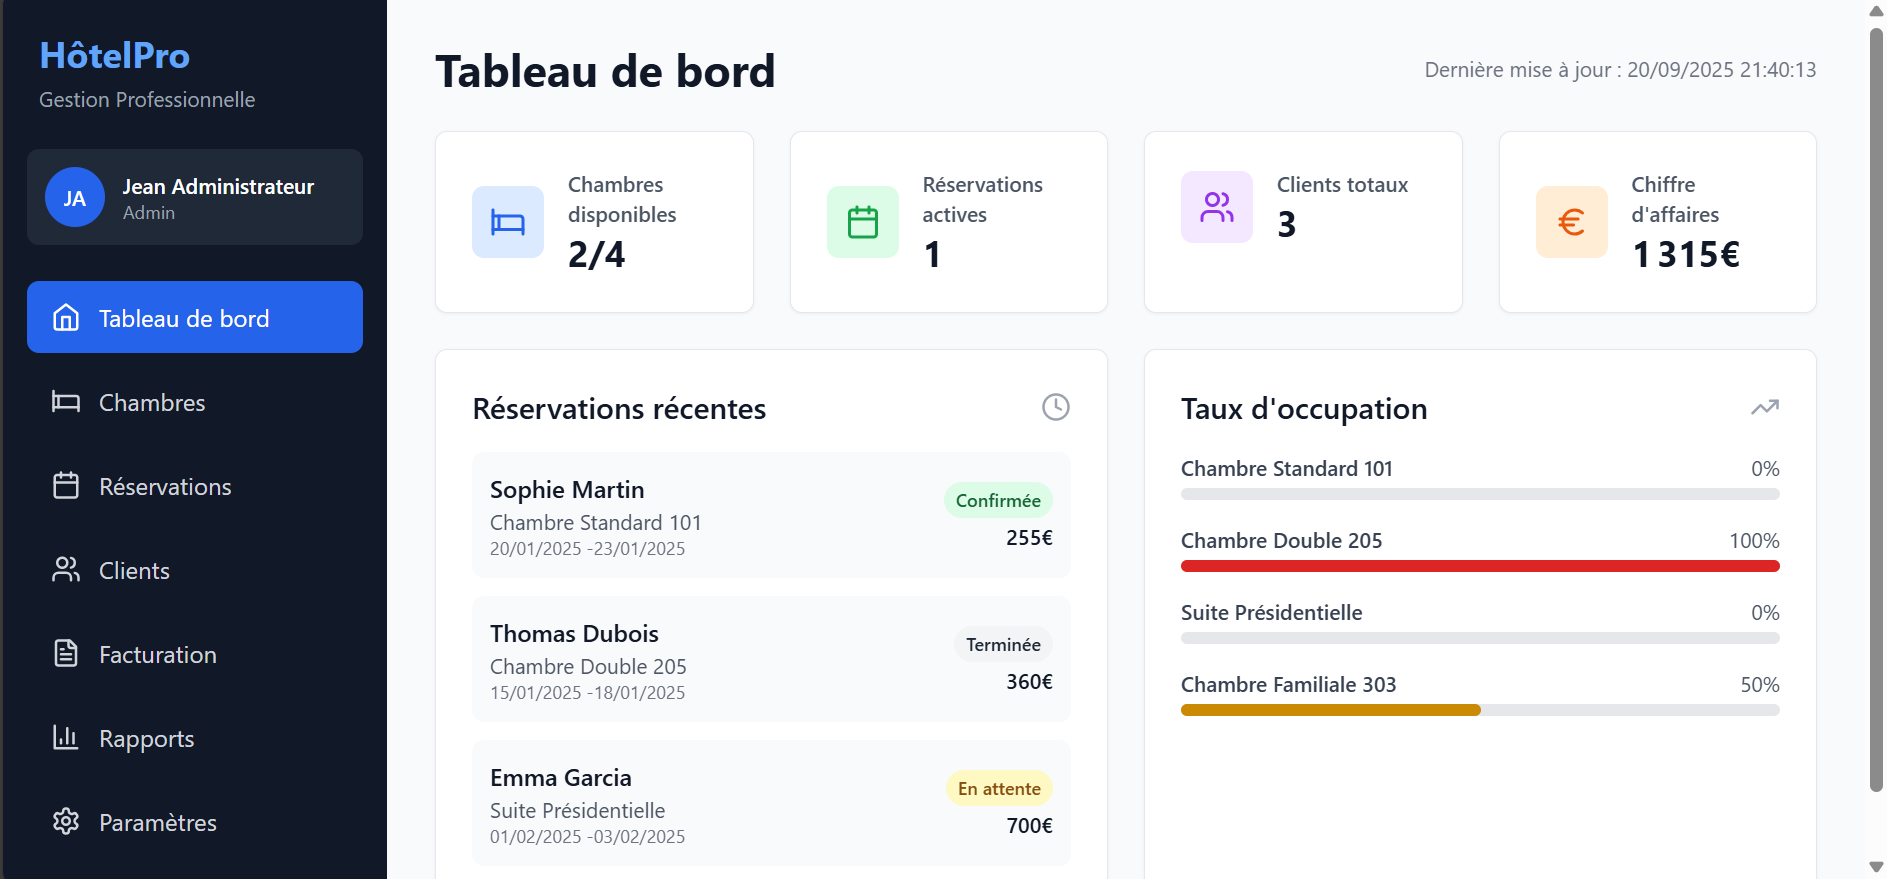 HôtelPro
Gestion Professionnelle
JA
Jean Administrateur
Admin
Tableau de bord
Chambres
Réservations
Clients
Facturation
Rapports
Paramètres
Tableau de bord
Dernière mise à jour : 20/09/2025 21:40:13
Chambres
disponibles
2/4
Réservations
actives
1
Clients totaux
3
Chiffre
d'affaires
1 315€
Réservations récentes
Sophie Martin
Chambre Standard 101
20/01/2025 -23/01/2025
Confirmée
255€
Thomas Dubois
Chambre Double 205
15/01/2025 -18/01/2025
Terminée
360€
Emma Garcia
Suite Présidentielle
01/02/2025 -03/02/2025
En attente
700€
Taux d'occupation
Chambre Standard 101 0%
Chambre Double 205 100%
Suite Présidentielle 0%
Chambre Familiale 303 50%